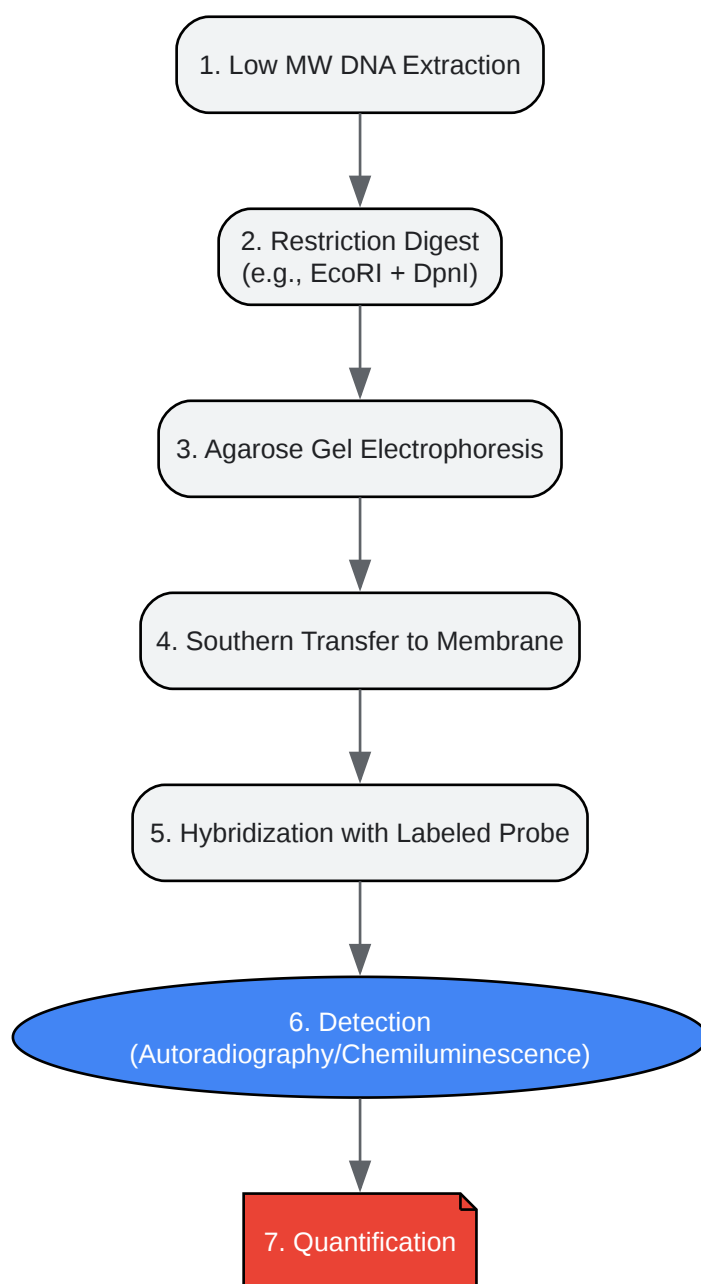 1. Low MW DNA Extraction
2. Restriction Digest
(e.g., EcoRI + DpnI)
3. Agarose Gel Electrophoresis
4. Southern Transfer to Membrane
5. Hybridization with Labeled Probe
6. Detection
(Autoradiography/Chemiluminescence)
7. Quantification